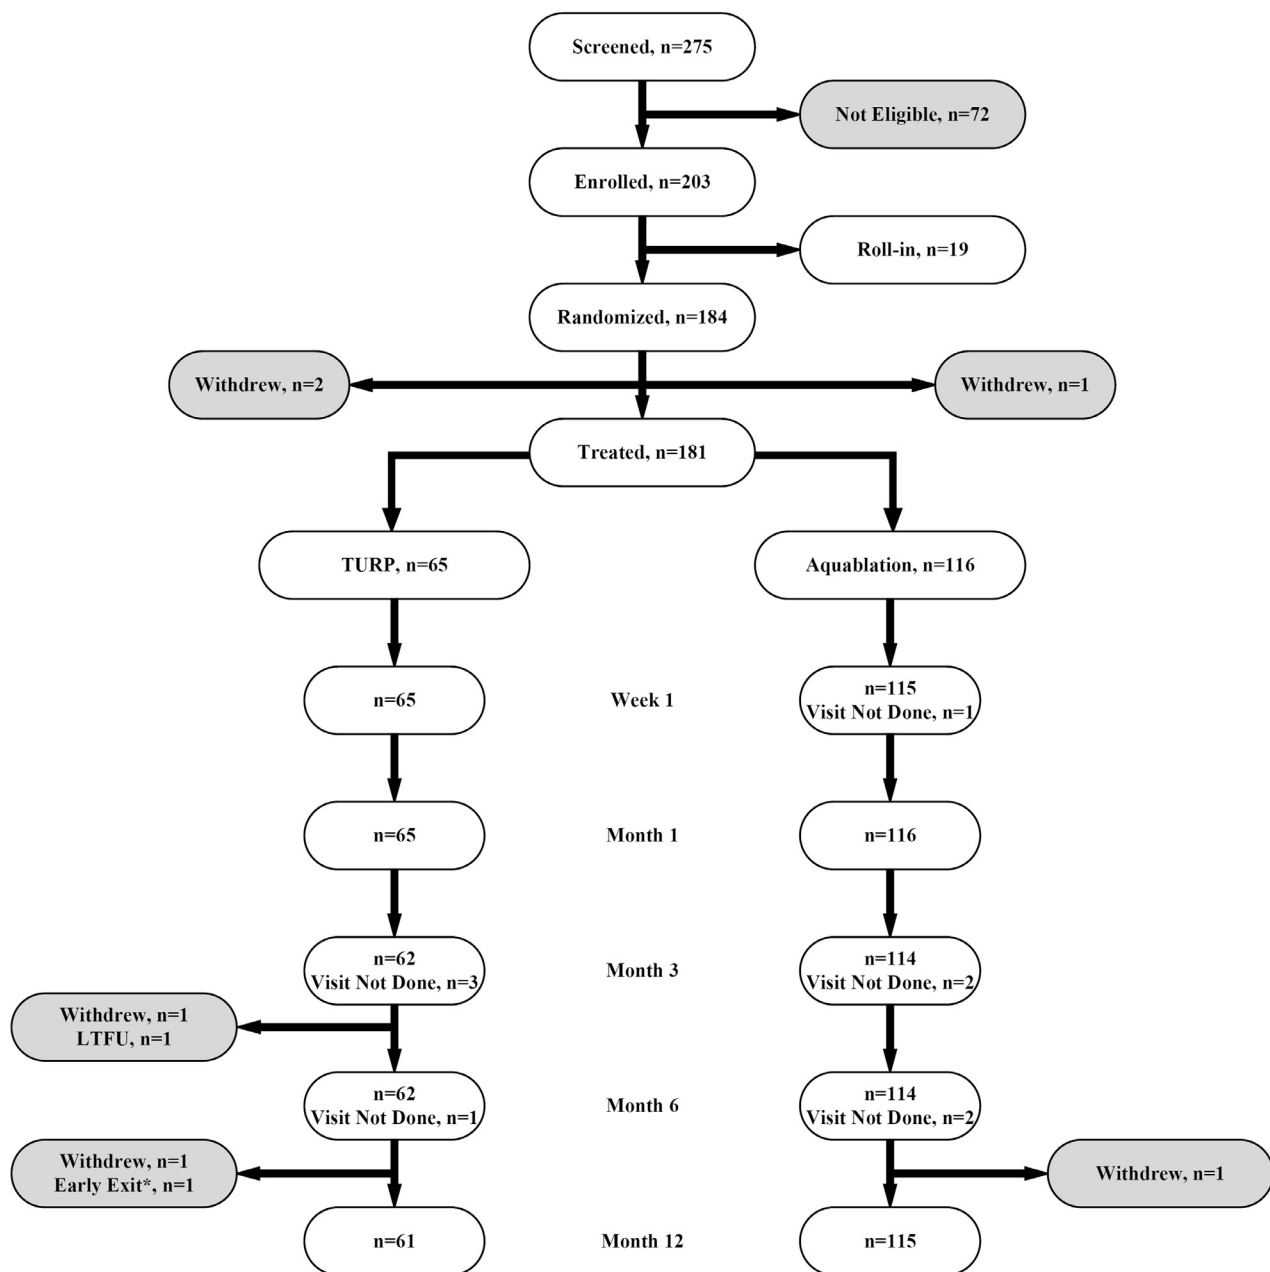 Screened, n=275
Not Eligible, n=72
Enrolled, n=203
Roll-in, n=19
Randomized, n=184
Withdrew, n=2
Withdrew, n=1
Treated, n=181
TURP, n=65
Aquablation, n=116
n=65
Week 1
n=115
Visit Not Done, n=1
n=65
Month 1
n=116
n=62
Visit Not Done, n=3
Month 3
n=114
Visit Not Done, n=2
Withdrew, n=1
LTFU, n=1
n=62
Visit Not Done, n=1
Month 6
n=114
Visit Not Done, n=2
Withdrew, n=1
Early Exit*, n=1
Withdrew, n=1
n=61
Month 12
n=115